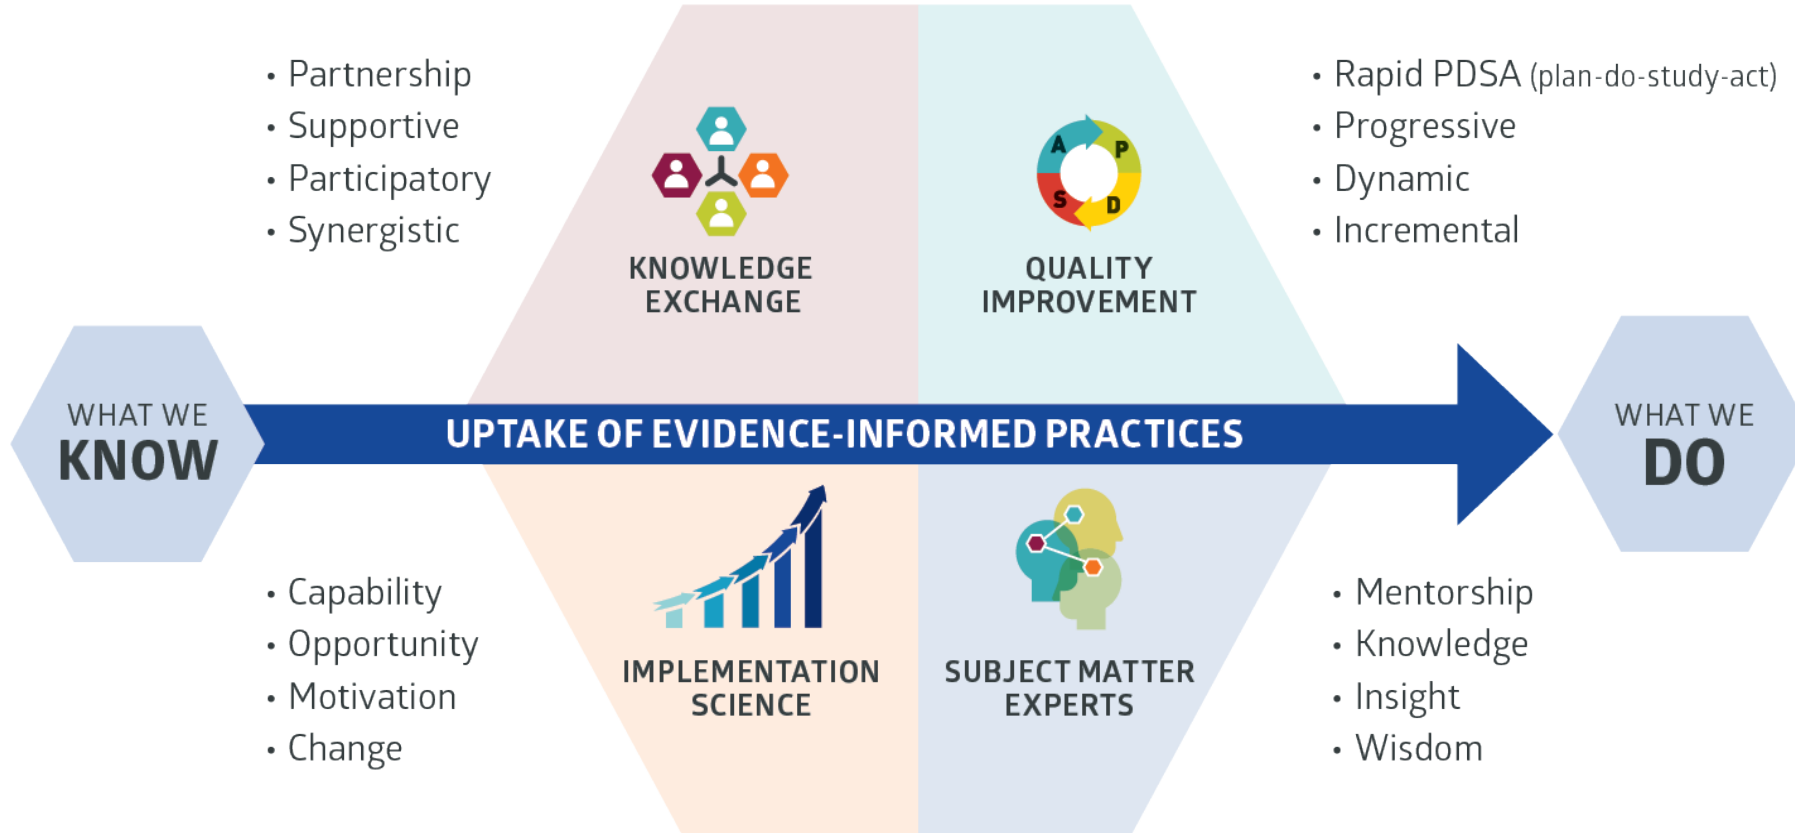 • Partnership
• Supportive
• Participatory
• Synergistic
KNOWLEDGE
EXCHANGE
A
P
S
D
QUALITY
IMPROVEMENT
• Rapid PDSA (plan-do-study-act)
• Progressive
• Dynamic
• Incremental
WHAT WE
KNOW
UPTAKE OF EVIDENCE-INFORMED PRACTICES
WHAT WE
DO
• Capability
• Opportunity
• Motivation
• Change
IMPLEMENTATION
SCIENCE
SUBJECT MATTER
EXPERTS
• Mentorship
• Knowledge
• Insight
• Wisdom